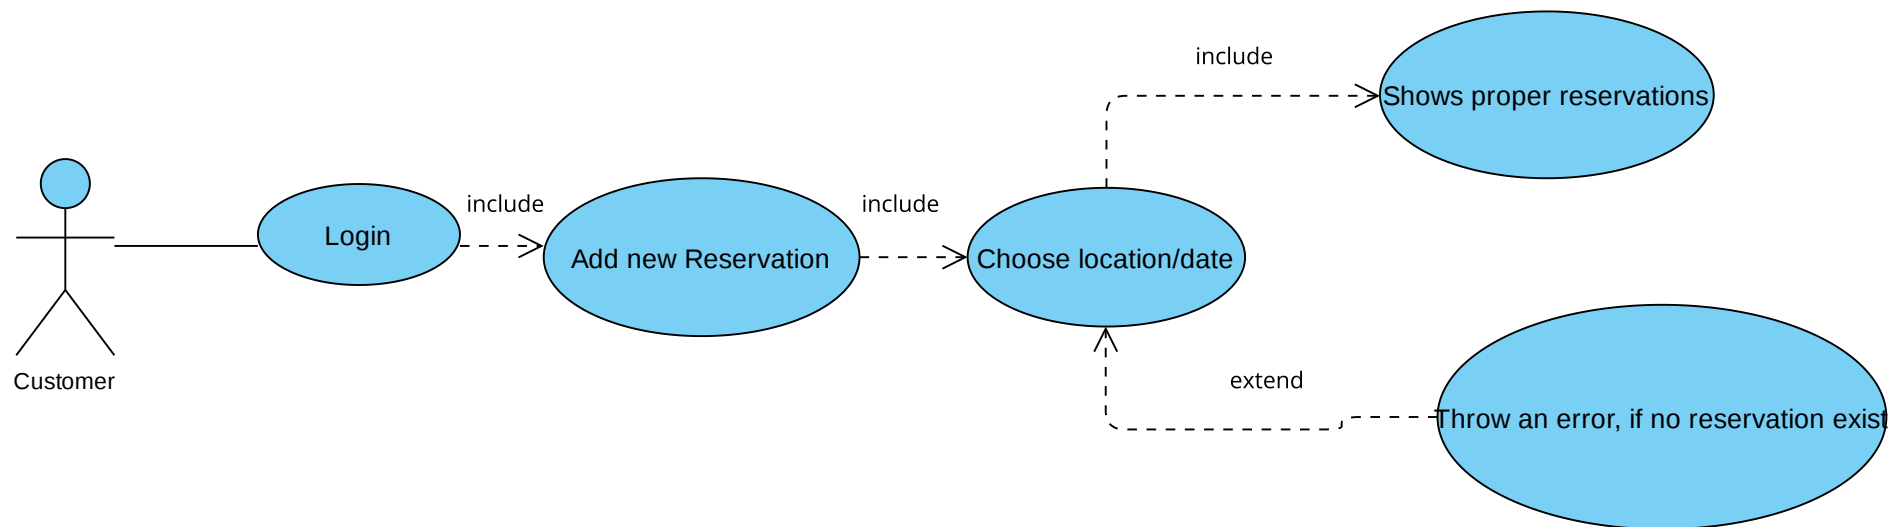 include
Shows proper reservations
Login
include
Add new Reservation
include
Choose location/date
Customer
extend
Throw an error, if no reservation exist